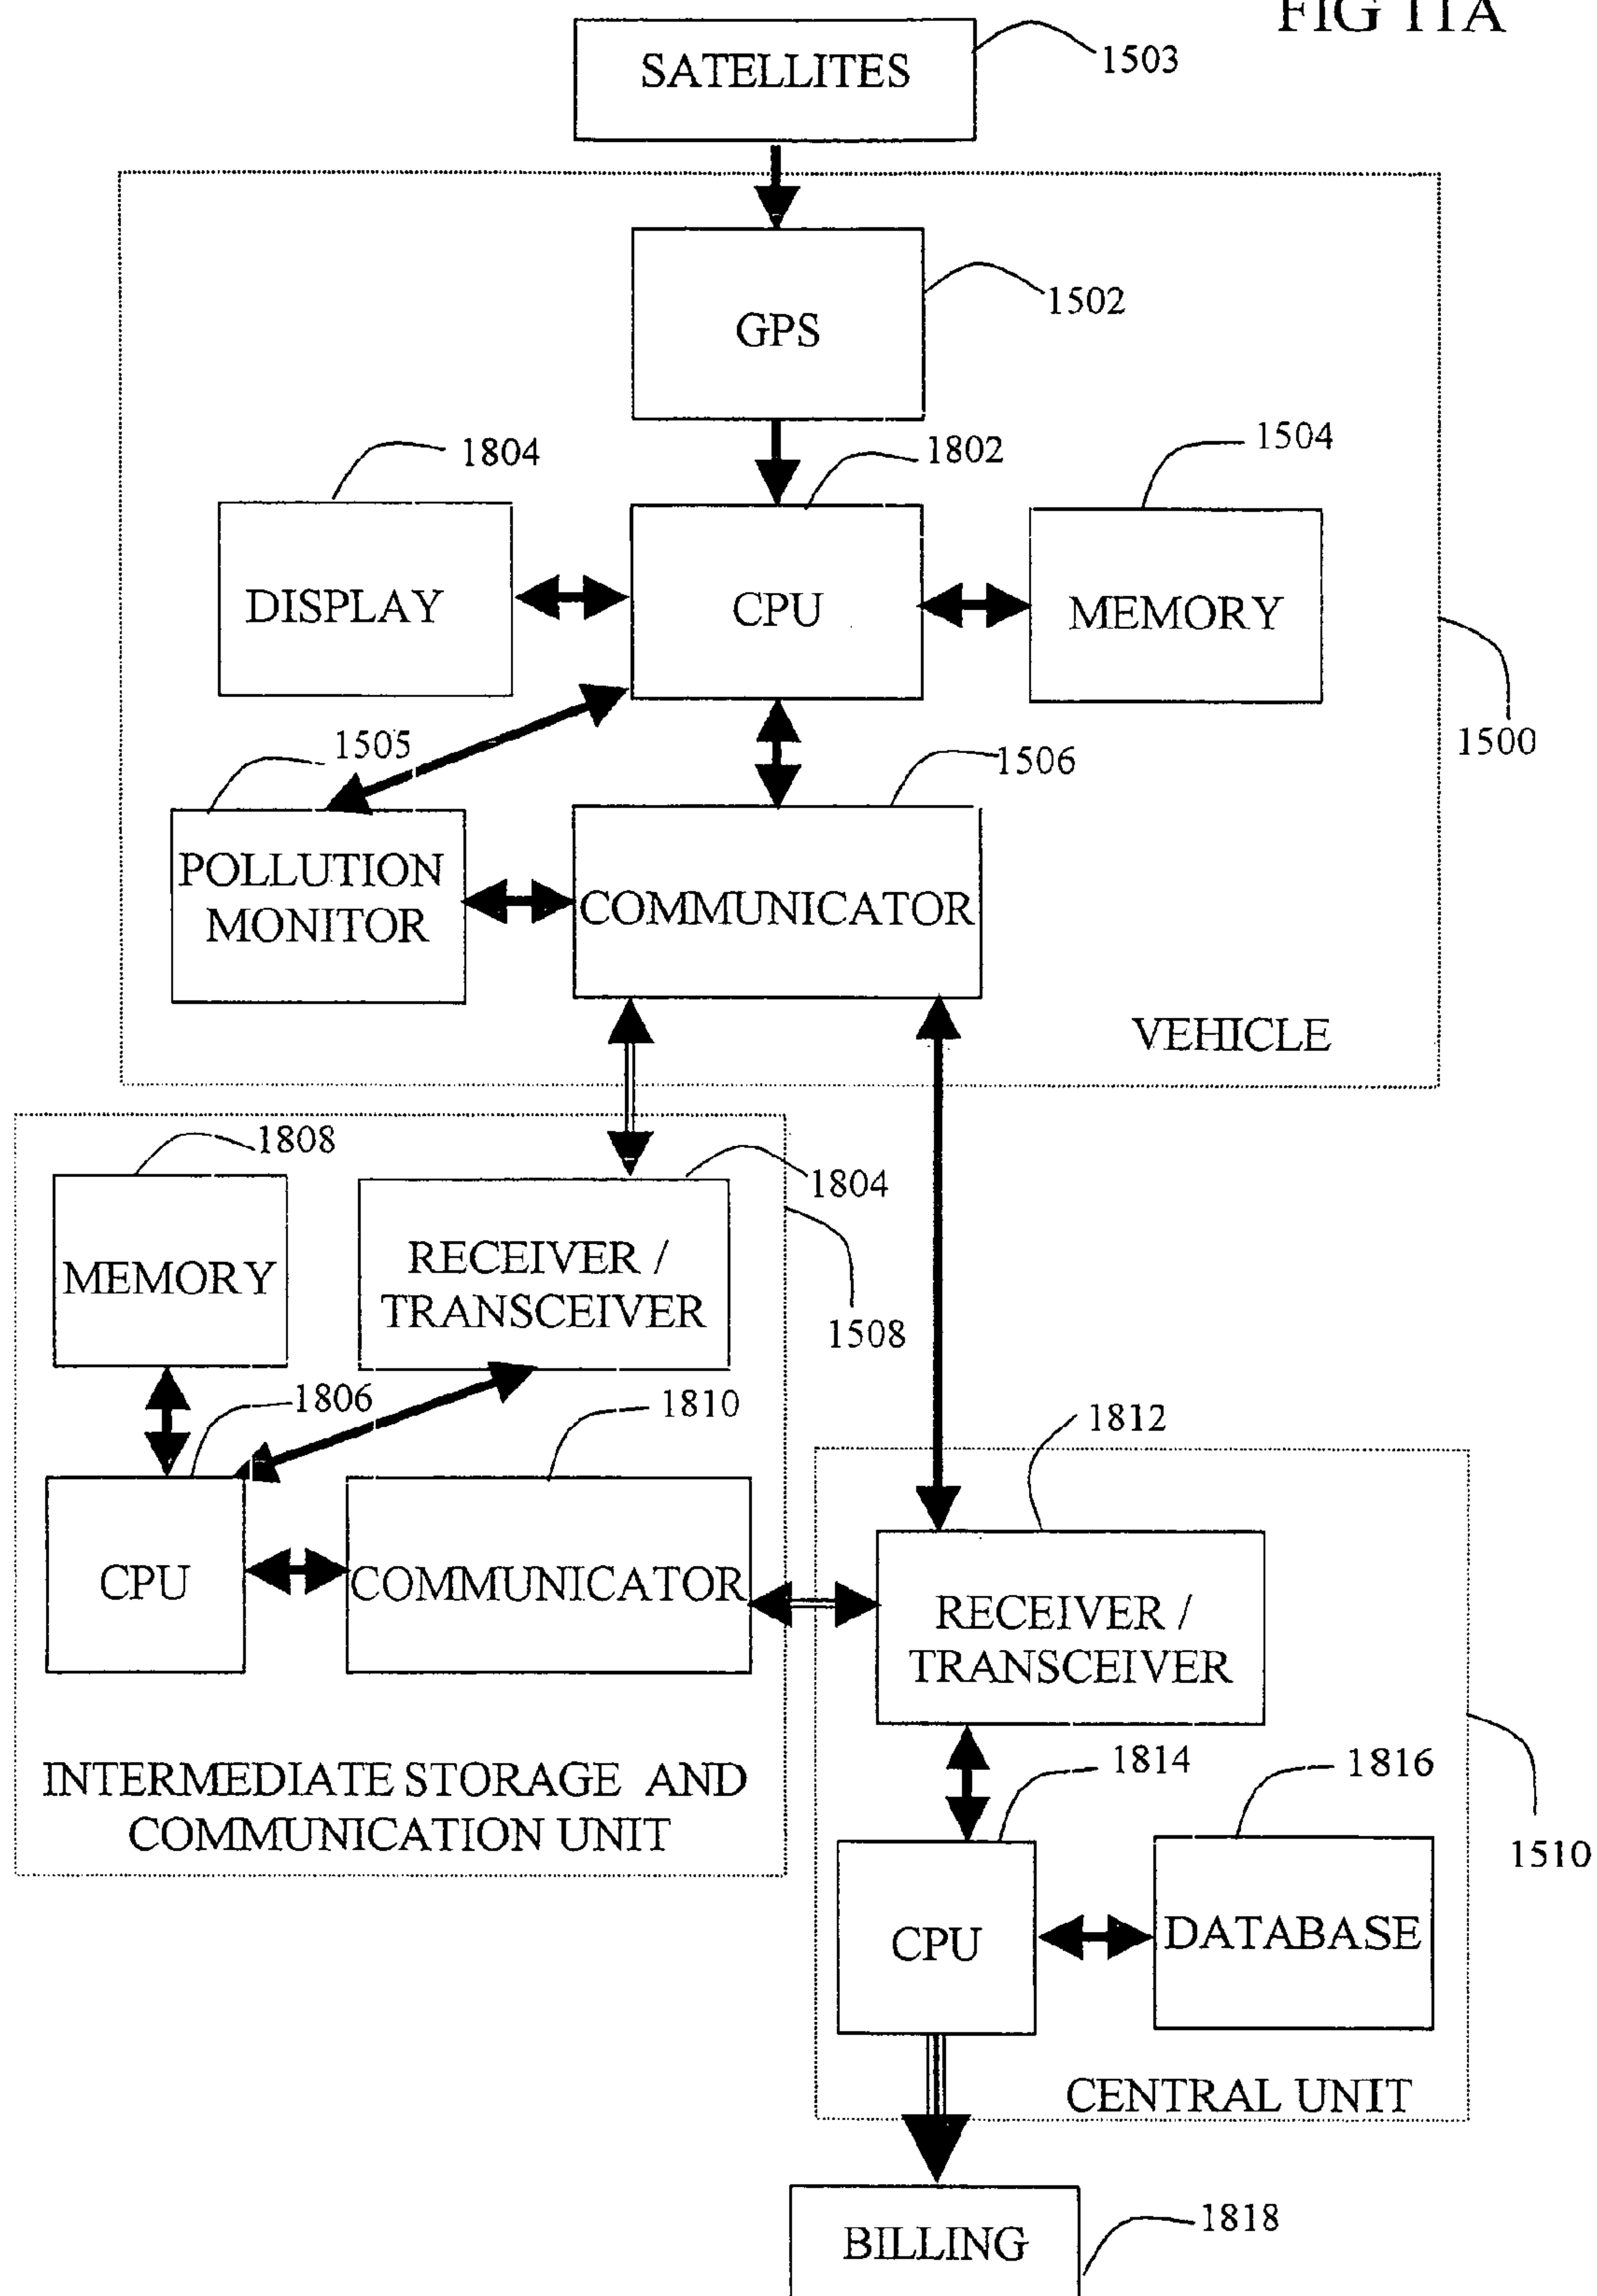 FIG 11A
SATELLITES
1503
GPS
1502
1804
1802
1504
DISPLAY
CPU
MEMORY
1500
1505
1506
POLLUTION
MONITOR
COMMUNICATOR
VEHICLE
1808
1804
MEMORY
RECEIVER /
TRANSCEIVER
1508
1806
1810
1812
CPU
COMMUNICATOR
RECEIVER /
TRANSCEIVER
INTERMEDIATE STORAGE AND
COMMUNICATION UNIT
1814
1816
1510
CPU
DATABASE
CENTRAL UNIT
BILLING
1818